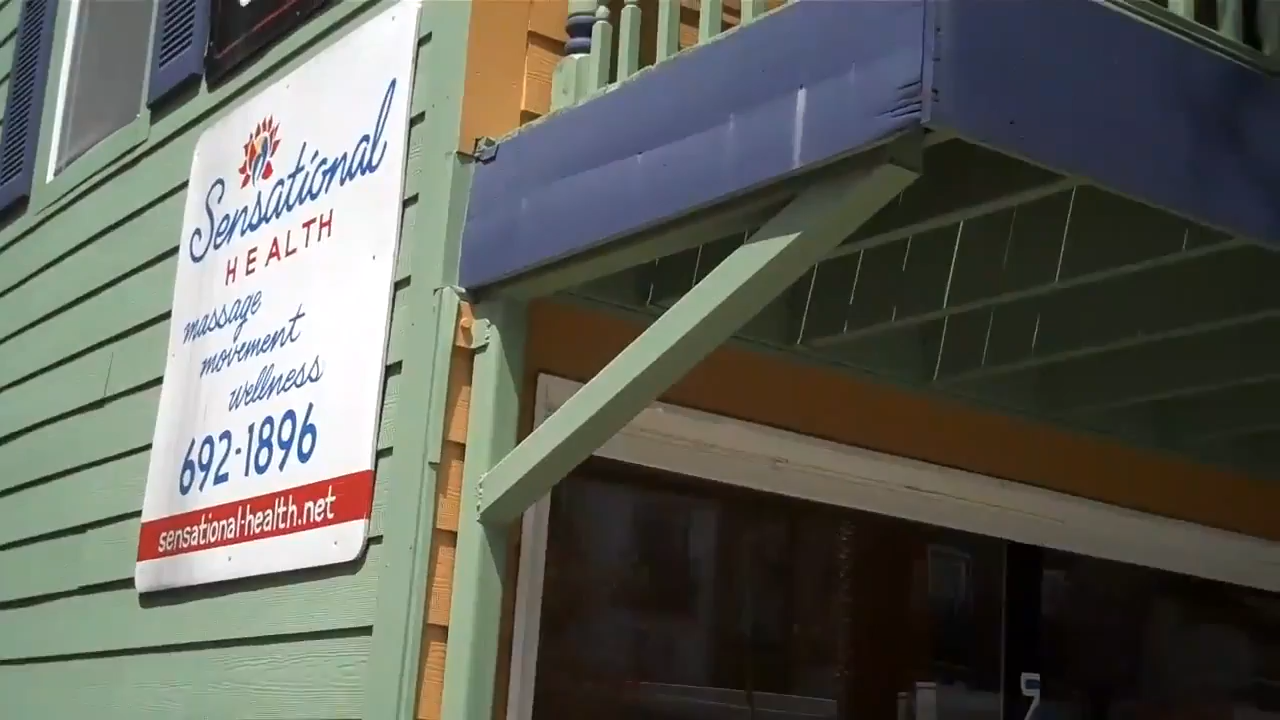 Sensational
HEALTH
massage
movement
wellness
692-1896
sensational-health.net